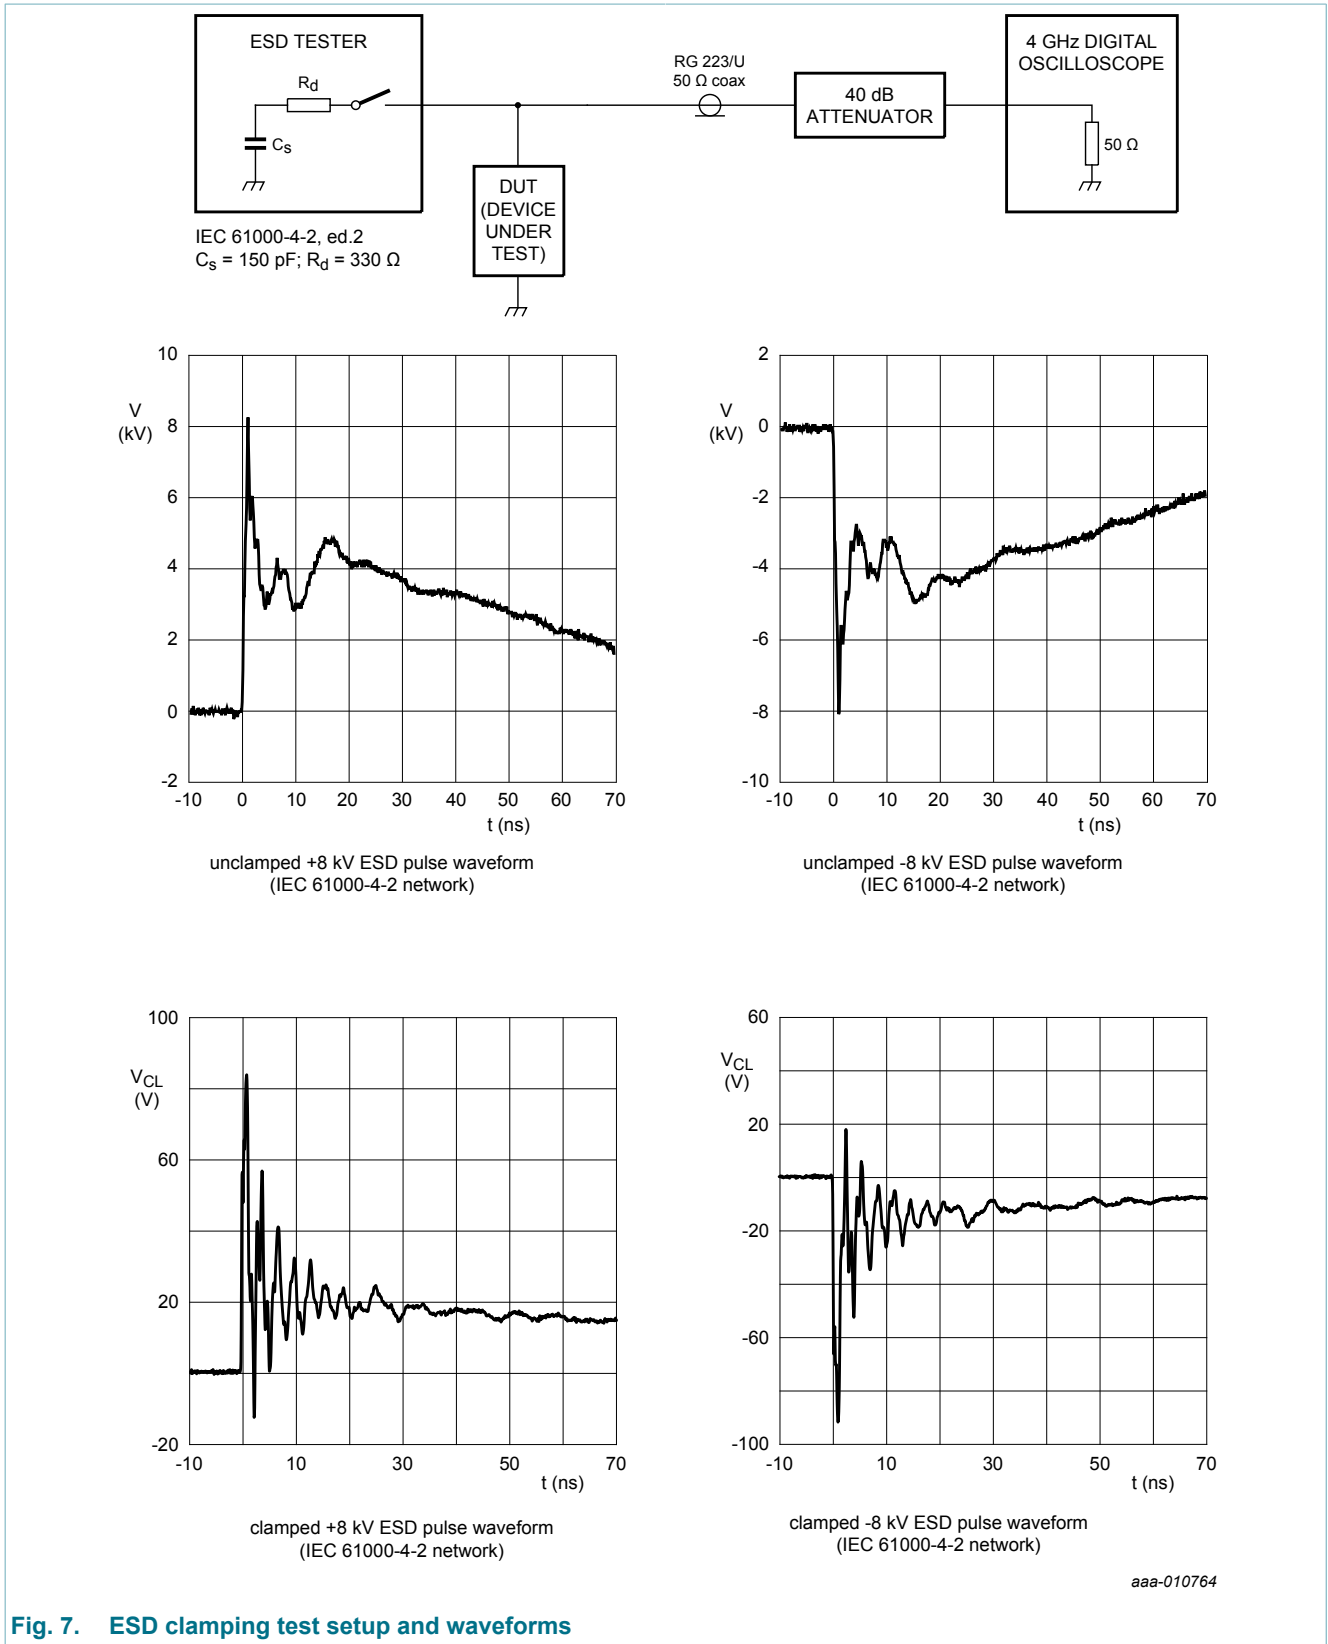 ESD TESTER
Rd
Cs
IEC 61000-4-2, ed.2
Cs = 150 pF; Rd = 330 Ω
DUT
(DEVICE
UNDER
TEST)
RG 223/U
50 Ω coax
40 dB
ATTENUATOR
4 GHz DIGITAL
OSCILLOSCOPE
50 Ω
V
(kV)
10
8
6
4
2
0
-2
-10 0 10 20 30 40 50 60 70
t (ns)
unclamped +8 kV ESD pulse waveform
(IEC 61000-4-2 network)
V
(kV)
2
0
-2
-4
-6
-8
-10
-10 0 10 20 30 40 50 60 70
t (ns)
unclamped -8 kV ESD pulse waveform
(IEC 61000-4-2 network)
VCL
(V)
100
60
20
-20
-10 10 30 50 70
t (ns)
clamped +8 kV ESD pulse waveform
(IEC 61000-4-2 network)
VCL
(V)
60
20
-20
-60
-100
-10 10 30 50 70
t (ns)
clamped -8 kV ESD pulse waveform
(IEC 61000-4-2 network)
aaa-010764
Fig. 7. ESD clamping test setup and waveforms